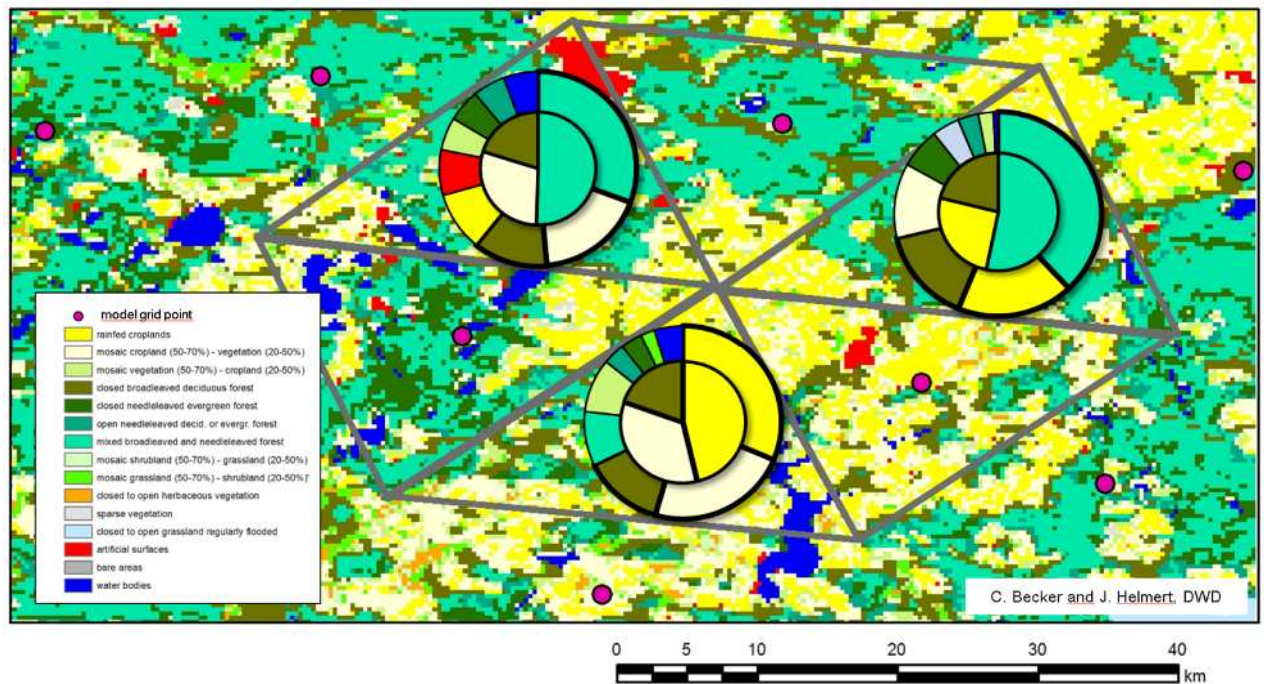 model grid point
rainfed croplands
mosaic cropland (50-70%) - vegetation (20-50%)
mosaic vegetation (50-70%) - cropland (20-50%)
closed broadleaved deciduous forest
closed needleleaved evergreen forest
open needleleaved decid. or evergr. forest
mixed broadleaved and needleleaved forest
mosaic shrubland (50-70%) - grassland (20-50%)
mosaic grassland (50-70%) - shrubland (20-50%)'
closed to open herbaceous vegetation
sparse vegetation
closed to open grassland regularly flooded
artificial surfaces
bare areas
water bodies
C. Becker and J. Helmert, DWD
0 5 10 20 30 40
km